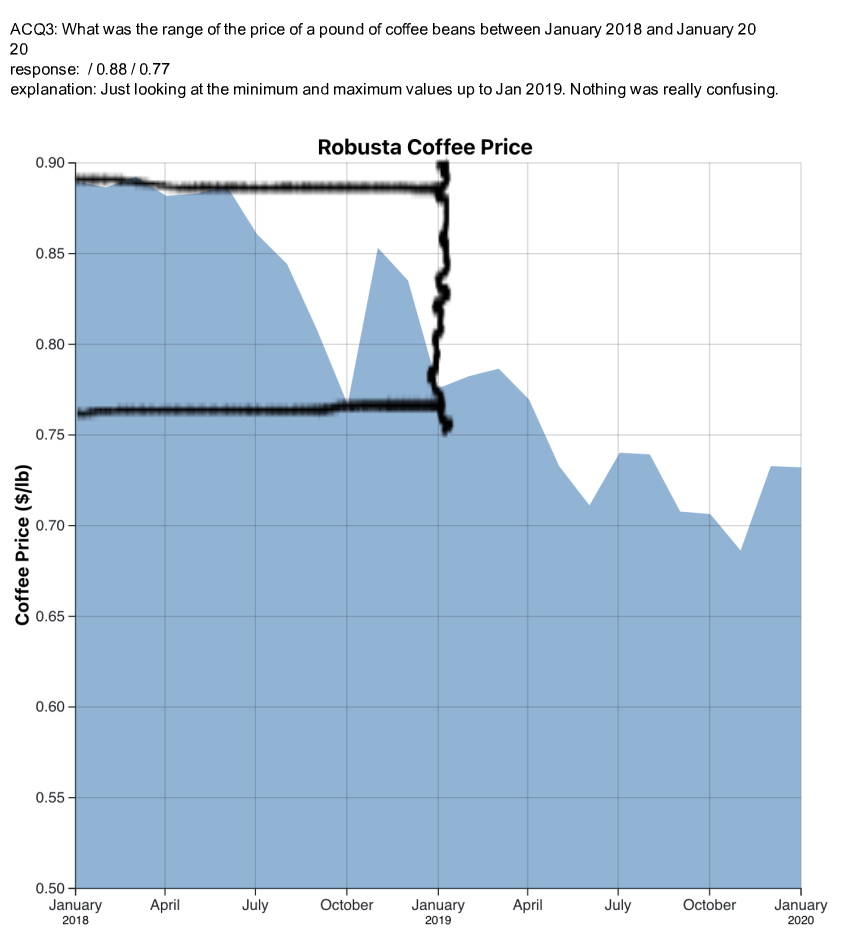 ACQ3: What was the range of the price of a pound of coffee beans between January 2018 and January 20
20
response:  / 0.88 / 0.77
explanation: Just looking at the minimum and maximum values up to Jan 2019. Nothing was really confusing.
Robusta Coffee Price
0.90
0.85
0.80
0.75
0.70
0.65
0.60
0.55
0.50
Coffee Price ($/lb)
January April July October January April July October January
2018 2019 2020